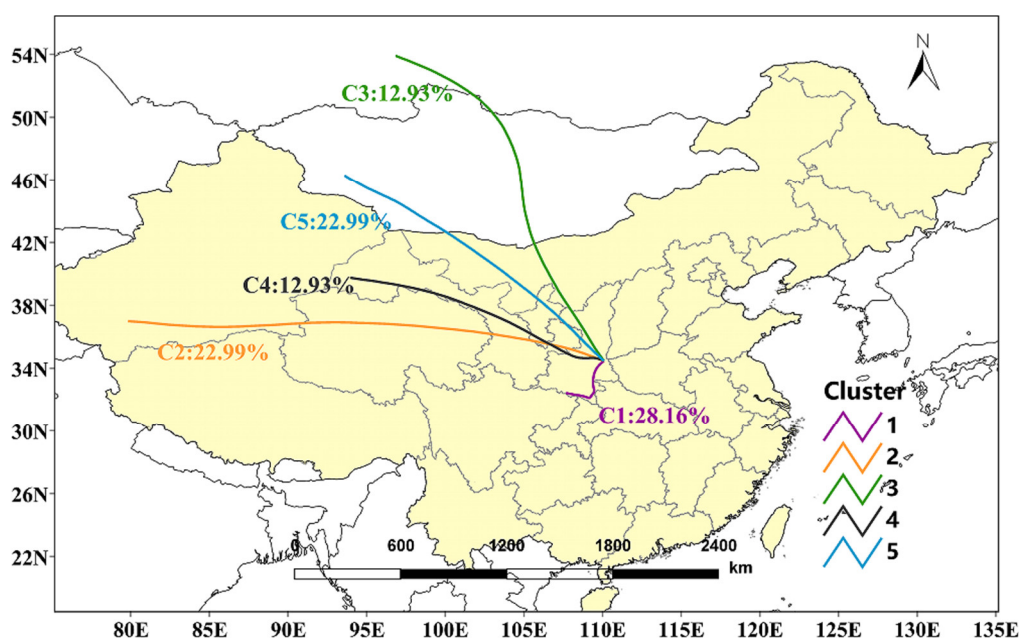 N
54N
50N
46N
42N
38N
34N
30N
26N
22N
C3:12.93%
C5:22.99%
C4:12.93%
C2:22.99%
C1:28.16%
Cluster
1
2
3
4
5
0 600 1200 1800 2400
km
80E 85E 90E 95E 100E 105E 110E 115E 120E 125E 130E 135E